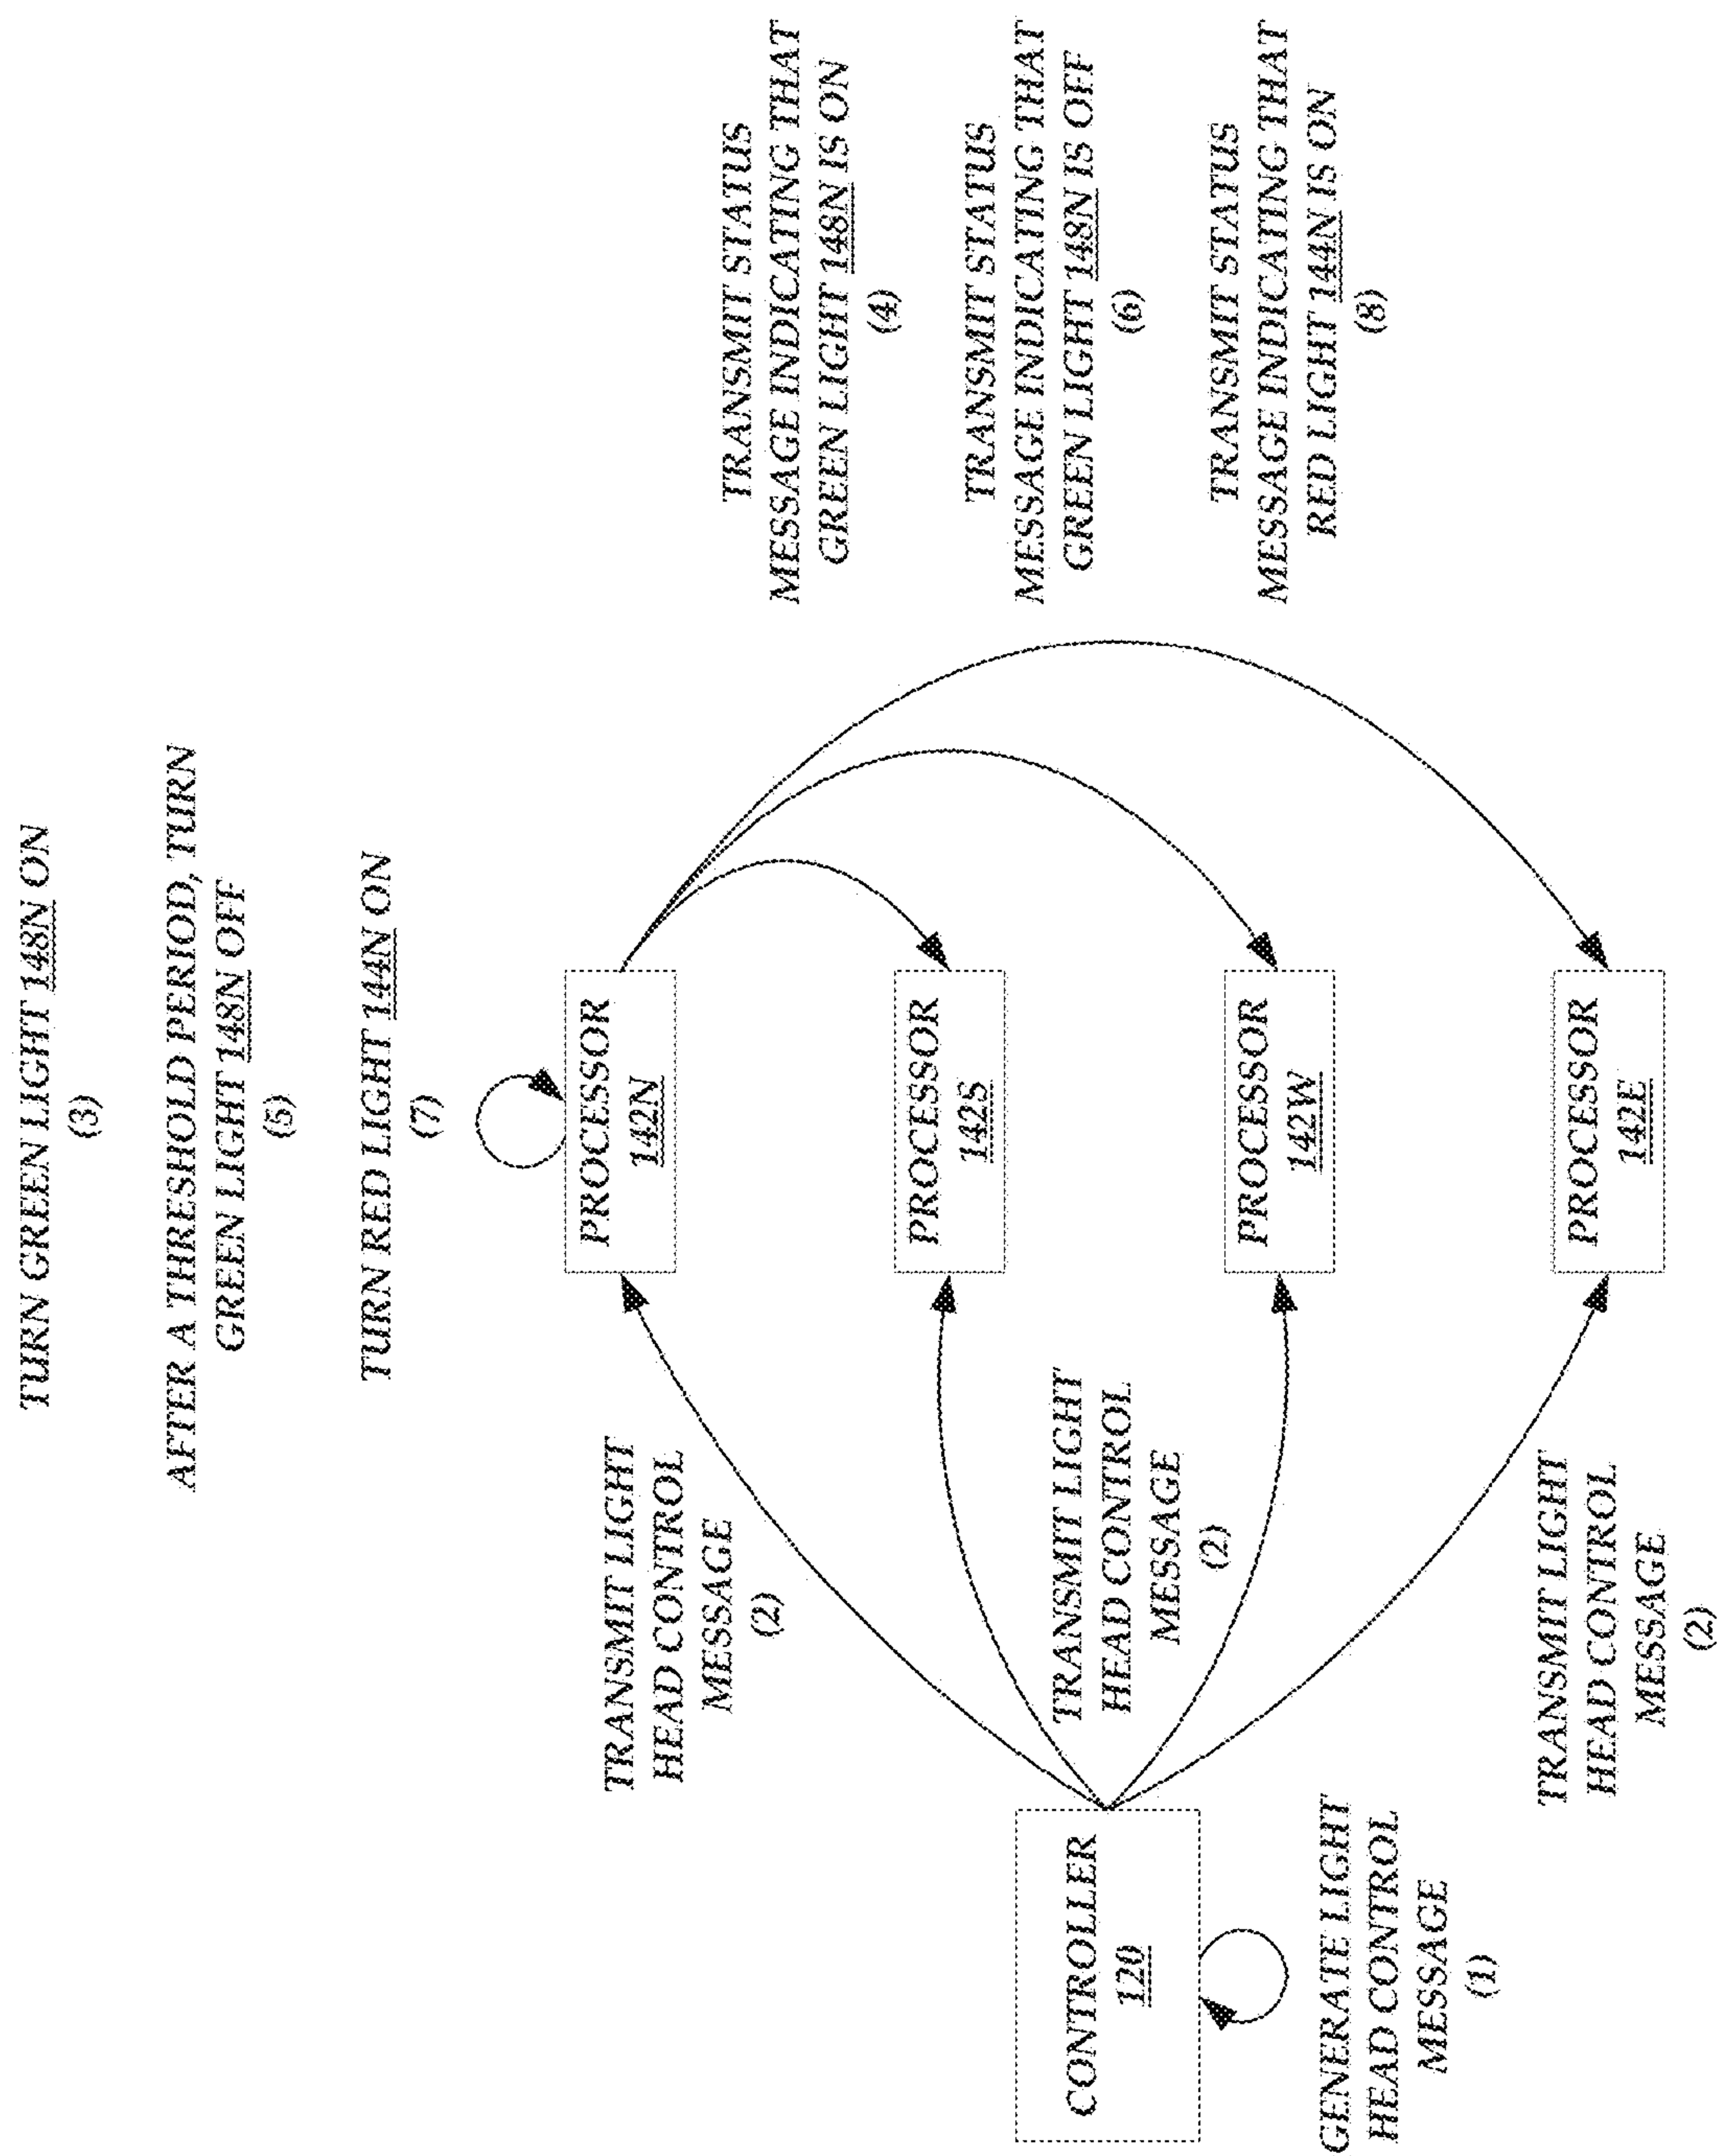 TURN GREEN LIGHT 148N ON
(3)
AFTER A THRESHOLD PERIOD, TURN
GREEN LIGHT 148N OFF
(5)
TURN RED LIGHT 144N ON
(7)
TRANSMIT LIGHT
HEAD CONTROL
MESSAGE
(2)
PROCESSOR
142N
TRANSMIT STATUS
MESSAGE INDICATING THAT
GREEN LIGHT 148N IS ON
(4)
PROCESSOR
142S
TRANSMIT STATUS
MESSAGE INDICATING THAT
GREEN LIGHT 148N IS OFF
(6)
CONTROLLER
120
TRANSMIT LIGHT
HEAD CONTROL
MESSAGE
(2)
PROCESSOR
142W
TRANSMIT STATUS
MESSAGE INDICATING THAT
RED LIGHT 144N IS ON
(8)
GENERATE LIGHT
HEAD CONTROL
MESSAGE
(1)
TRANSMIT LIGHT
HEAD CONTROL
MESSAGE
(2)
PROCESSOR
142E